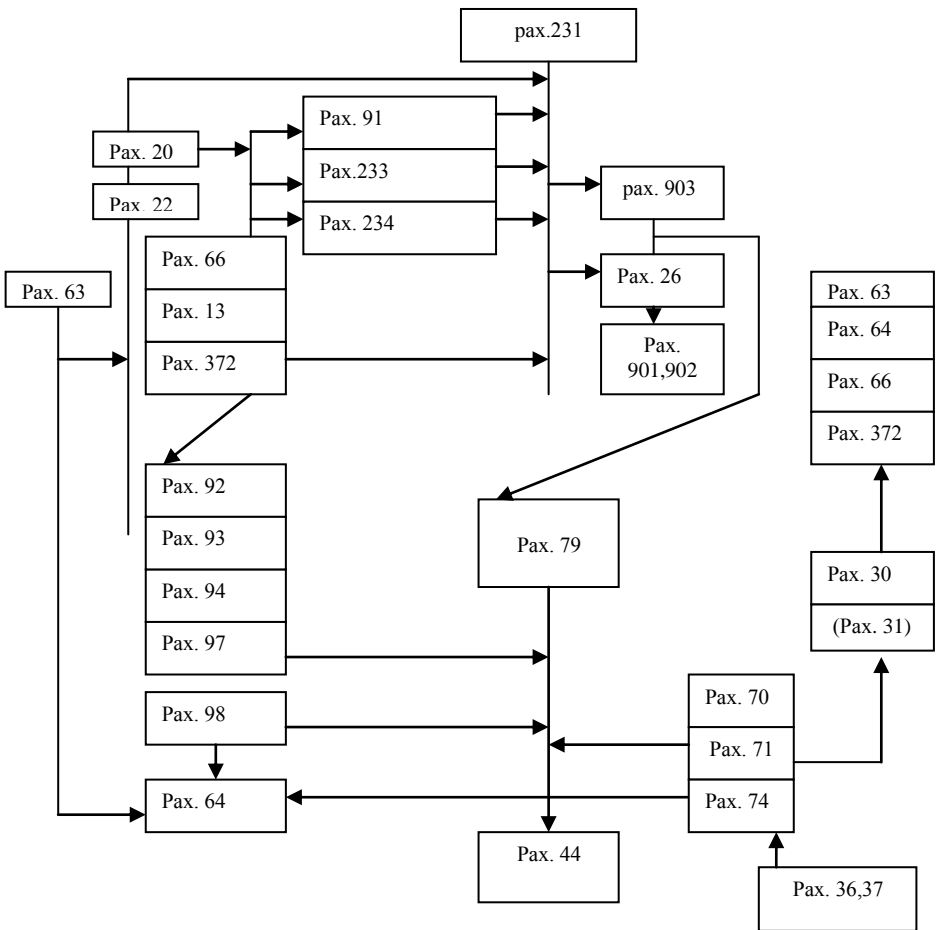 pax.231
Pax. 91
Pax. 20
Pax.233
pax. 903
Pax. 22
Pax. 234
Pax. 66
Pax. 26
Pax. 63
Pax. 63
Pax. 13
Pax. 64
Pax. 372
Pax.
901,902
Pax. 66
Pax. 372
Pax. 92
Pax. 93
Pax. 79
Pax. 30
Pax. 94
(Pax. 31)
Pax. 97
Pax. 70
Pax. 98
Pax. 71
Pax. 64
Pax. 74
Pax. 44
Pax. 36,37